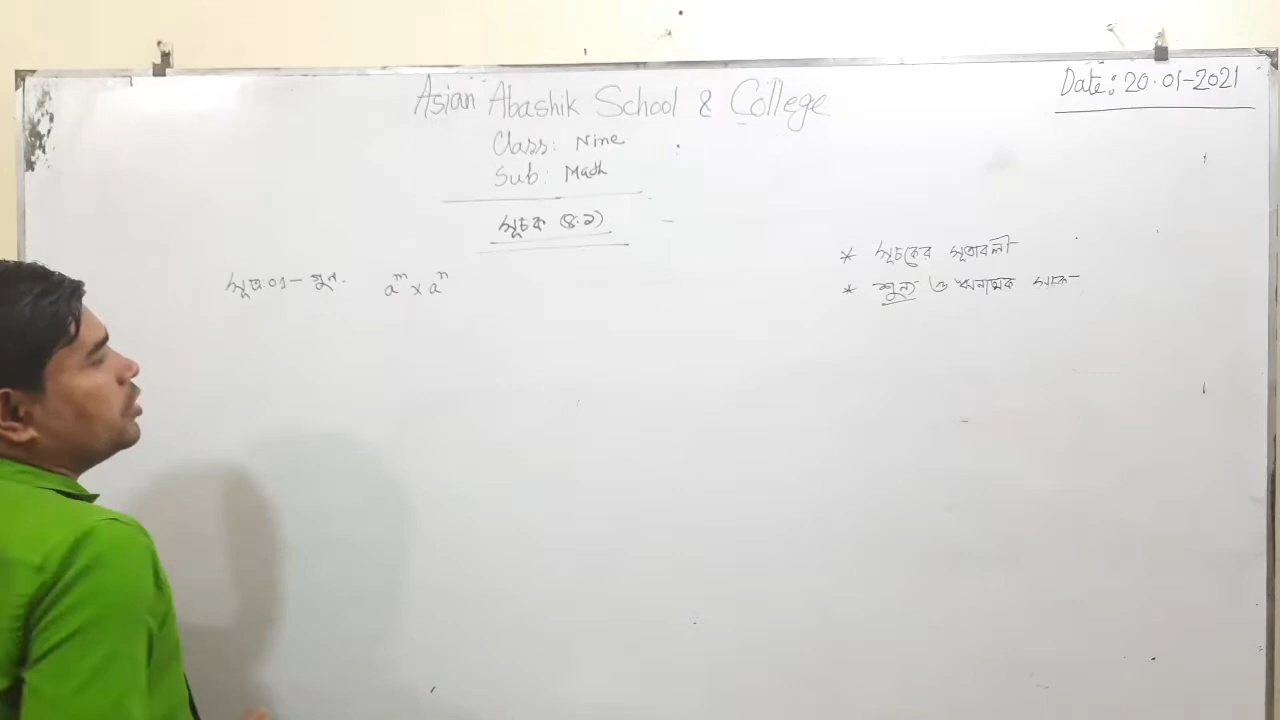 Asian Abashik School & College
Date: 20-01-2021
Class: Nine
Sub: Math
সূচক (৪.১)
* সূচকের সূত্রাবলী
* শূন্য ও ঋনাত্মক সূচক
সূত্র ০১ - গুন. aᵐ × aⁿ